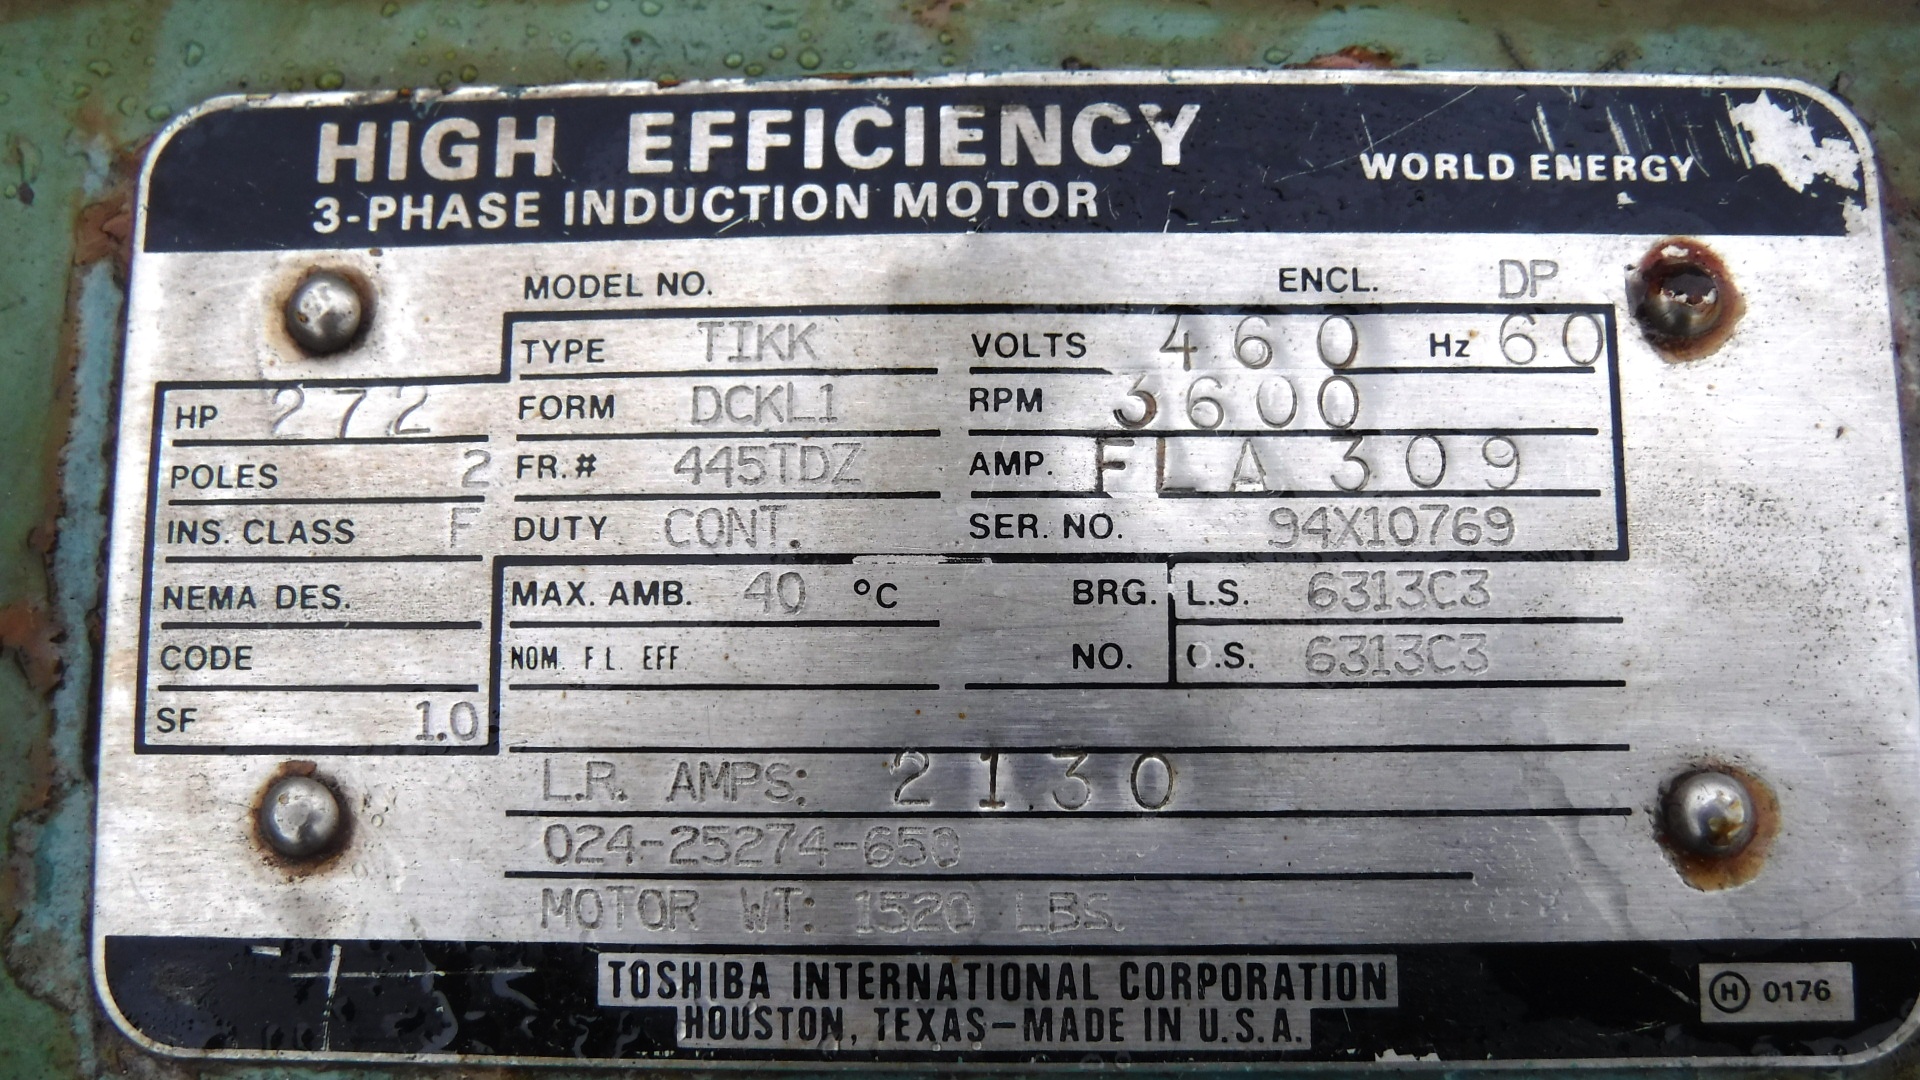 HIGH EFFICIENCY
3-PHASE INDUCTION MOTOR
WORLD ENERGY
MODEL NO. ENCL. DP
TYPE TIKK VOLTS 460 Hz 60
HP 272 FORM DCKL1 RPM 3600
POLES 2 FR.# 445TDZ AMP. FLA 309
INS. CLASS F DUTY CONT. SER. NO. 94X10769
NEMA DES. MAX. AMB. 40 °C BRG. L.S. 6313C3
CODE NOM. F L. EFF NO. O.S. 6313C3
SF 1.0
L.R. AMPS: 2130
024-25274-650
MOTOR WT: 1520 LBS.
TOSHIBA INTERNATIONAL CORPORATION
HOUSTON, TEXAS-MADE IN U.S.A.
H 0176